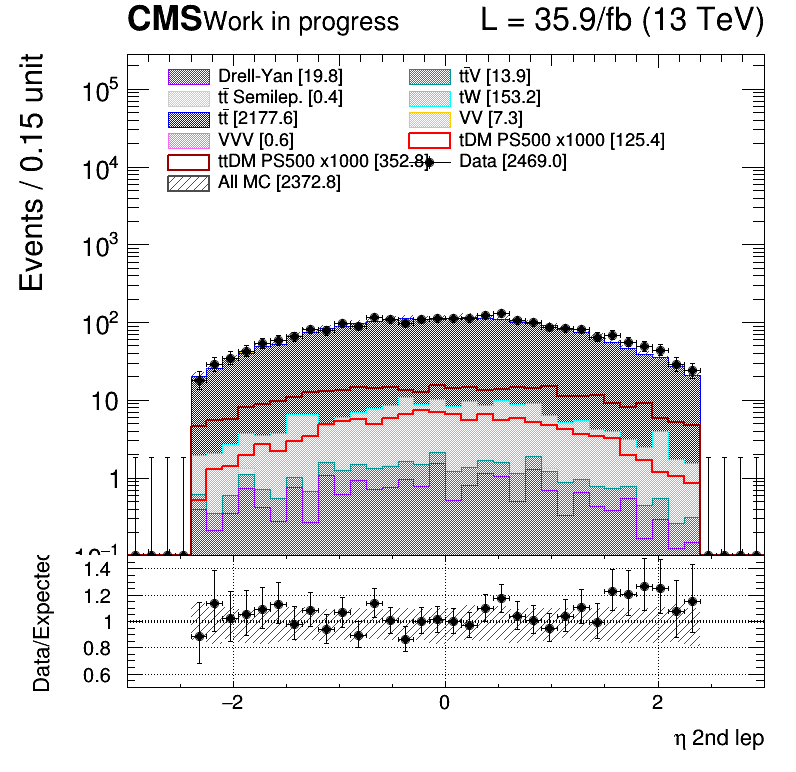 CMS Work in progress L = 35.9/fb (13 TeV)
Events / 0.15 unit
Drell-Yan [19.8] tt̄V [13.9]
tt̄ Semilep. [0.4] tW [153.2]
tt̄ [2177.6] VV [7.3]
VVV [0.6] tDM PS500 x1000 [125.4]
ttDM PS500 x1000 [352.8] Data [2469.0]
All MC [2372.8]
10⁵
10⁴
10³
10²
10
1
10⁻¹
Data/Expected
1.4
1.2
1
0.8
0.6
−2 0 2
η 2nd lep